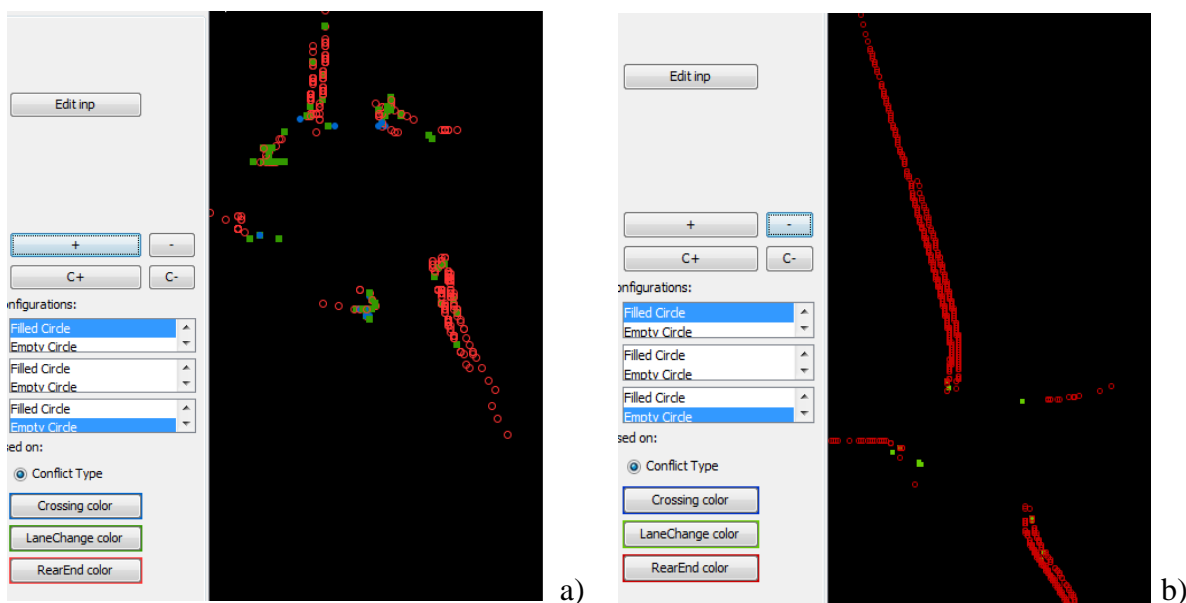 Edit inp
+ -
C+ C-
onfigurations:
Filled Circle
Empty Circle
Filled Circle
Empty Circle
Filled Circle
Empty Circle
sed on:
Conflict Type
Crossing color
LaneChange color
RearEnd color
a)
Edit inp
+ -
C+ C-
onfigurations:
Filled Circle
Empty Circle
Filled Circle
Empty Circle
Filled Circle
Empty Circle
sed on:
Conflict Type
Crossing color
LaneChange color
RearEnd color
b)